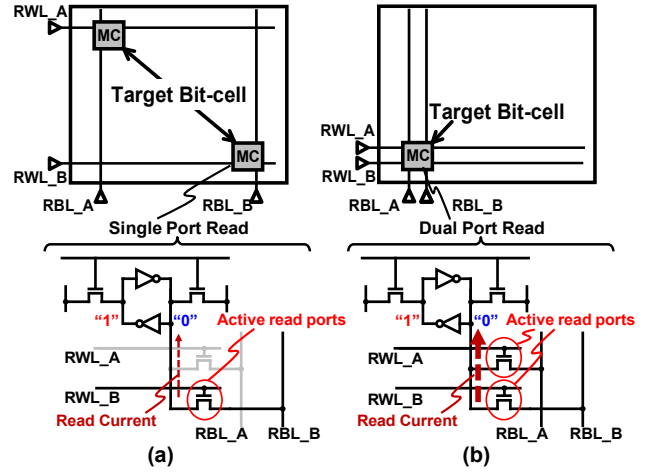 RWL_A
MC
Target Bit-cell
MC
RWL_B
RBL_A
RBL_B
Single Port Read
"1"
"0"
Active read ports
RWL_A
RWL_B
Read Current
RBL_A
RBL_B
(a)
Target Bit-cell
RWL_A
MC
RWL_B
RBL_A
RBL_B
Dual Port Read
"1"
"0"
Active read ports
RWL_A
RWL_B
Read Current
RBL_A
RBL_B
(b)